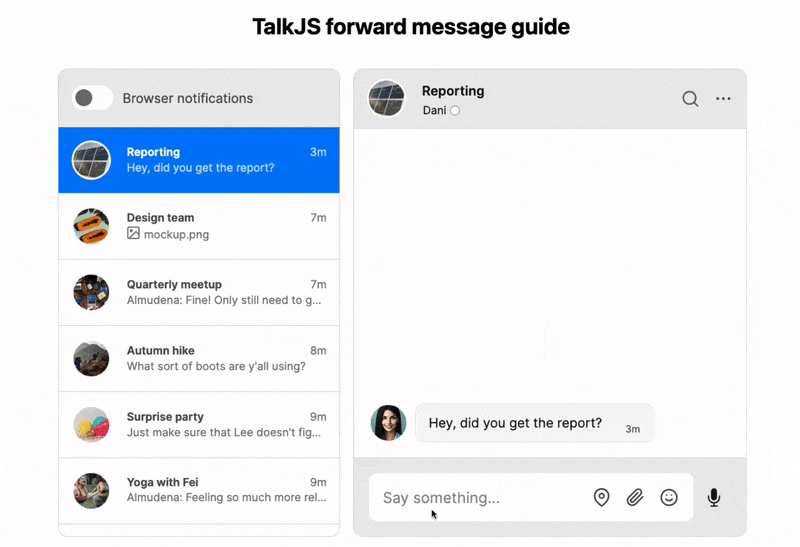 TalkJS forward message guide
Browser notifications
Reporting 3m
Hey, did you get the report?
Design team 7m
mockup.png
Quarterly meetup 7m
Almudena: Fine! Only still need to g...
Autumn hike 8m
What sort of boots are y'all using?
Surprise party 9m
Just make sure that Lee doesn't fig...
Yoga with Fei 9m
Almudena: Feeling so much more rel...
Reporting
Dani
Hey, did you get the report? 3m
Say something...